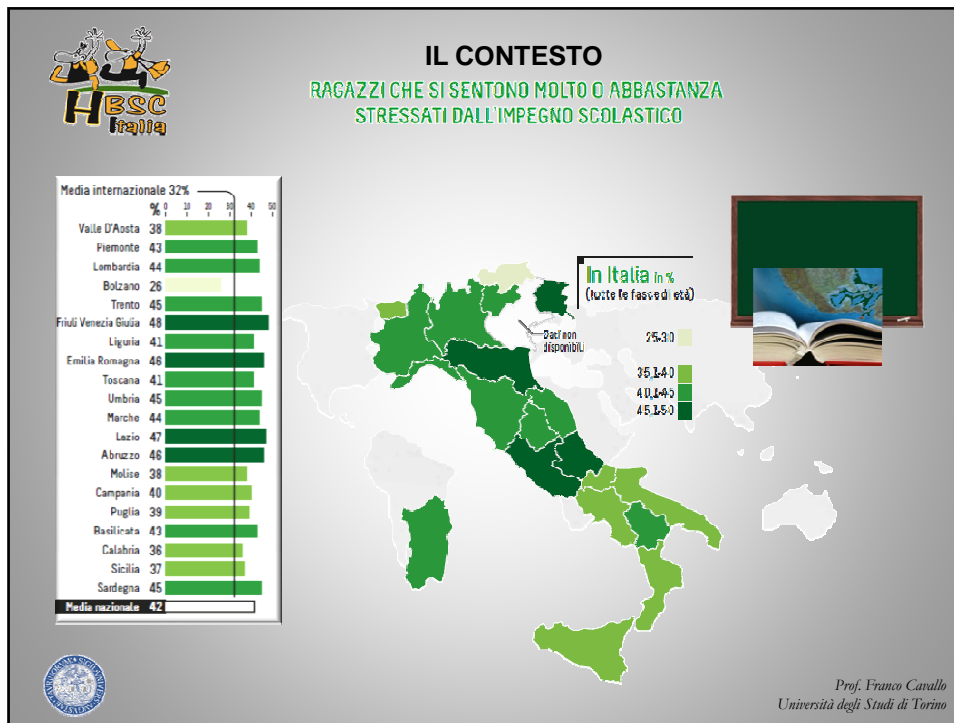 IL CONTESTO
RAGAZZI CHE SI SENTONO MOLTO O ABBASTANZA
STRESSATI DALL'IMPEGNO SCOLASTICO
HBSC
Italia
Media internazionale 32%
% 0 10 20 30 40 50
Valle D'Aosta 38
Piemonte 43
Lombardia 44
Bolzano 26
Trento 45
Friuli Venezia Giulia 48
Liguria 41
Emilia Romagna 46
Toscana 41
Umbria 45
Marche 44
Lazio 47
Abruzzo 46
Molise 38
Campania 40
Puglia 39
Basilicata 43
Calabria 36
Sicilia 37
Sardegna 45
Media nazionale 42
In Italia in %
(tutte le fasce di età)
Dati non
disponibili
25-30
35,1-40
40,1-45
45,1-50
Prof. Franco Cavallo
Università degli Studi di Torino